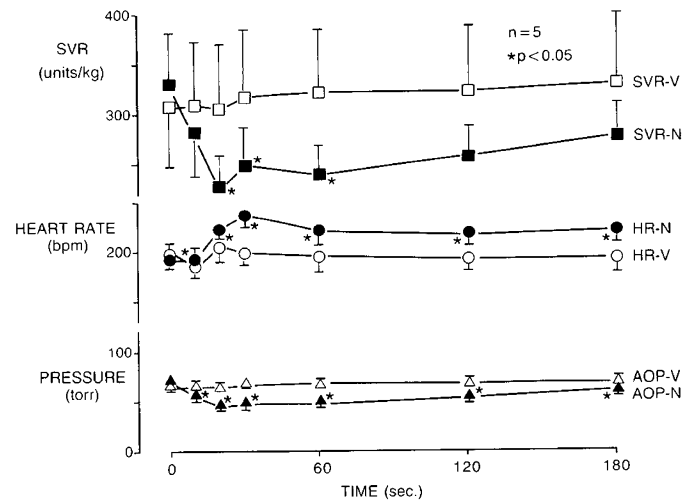 400
SVR
(units/kg)
n=5
*p<0.05
SVR-V
300
SVR-N
*
*
*
HEART RATE
(bpm)
200
*
*
*
*
*
*
HR-N
HR-V
100
PRESSURE
(torr)
*
*
*
*
*
*
AOP-V
AOP-N
0
0
60
120
180
TIME (sec.)